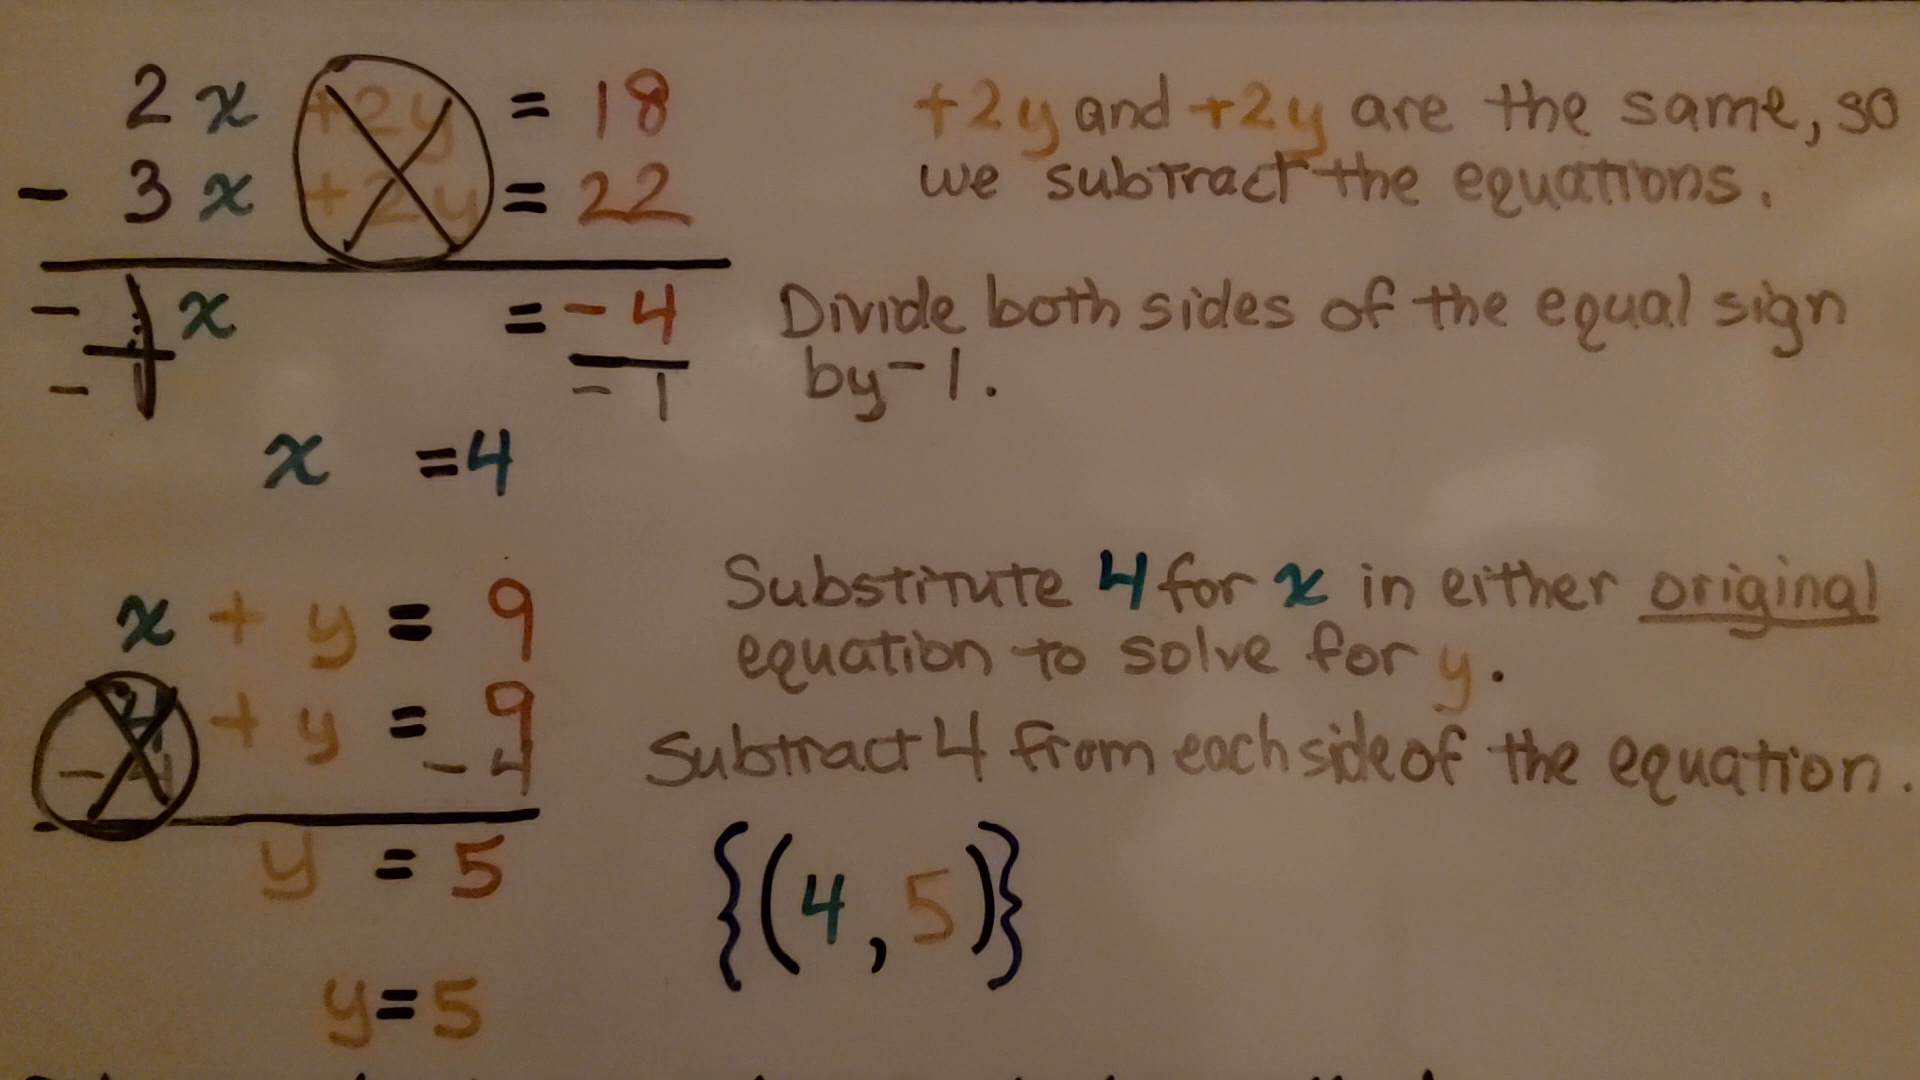 2x +2y = 18
- 3x +2y = 22
-1x = -4
-1 -1
x = 4
+2y and +2y are the same, so
we subtract the equations.
Divide both sides of the equal sign
by -1.
x + y = 9
4 + y = 9
-4 -4
y = 5
y = 5
Substitute 4 for x in either original
equation to solve for y.
Subtract 4 from each side of the equation.
{(4, 5)}